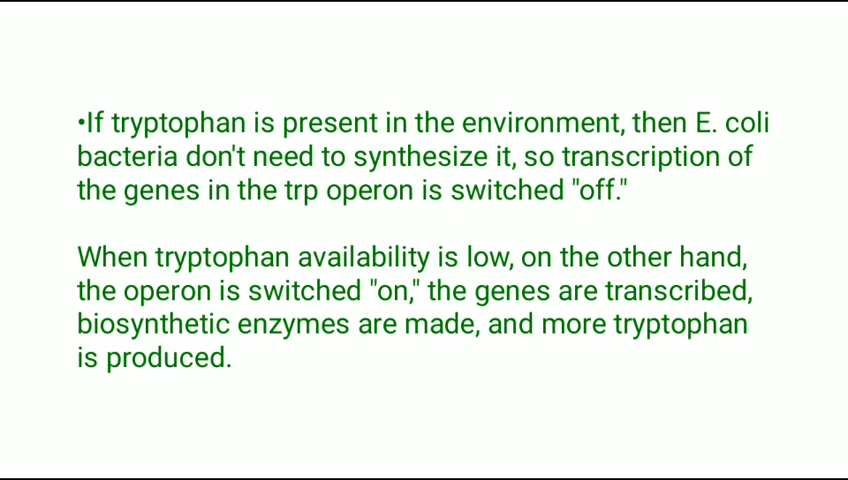 •If tryptophan is present in the environment, then E. coli
bacteria don't need to synthesize it, so transcription of
the genes in the trp operon is switched "off."
When tryptophan availability is low, on the other hand,
the operon is switched "on," the genes are transcribed,
biosynthetic enzymes are made, and more tryptophan
is produced.